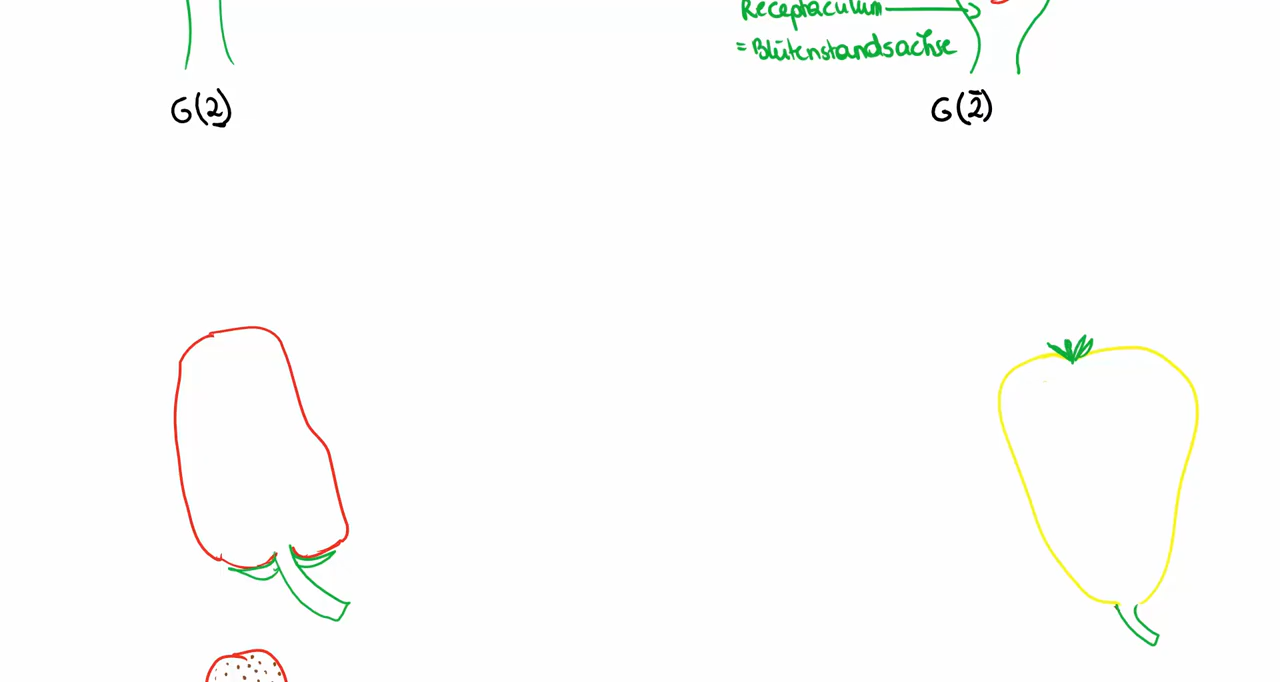 Receptaculum
= Blütenstandsachse
G(2̲)
G(2̅)